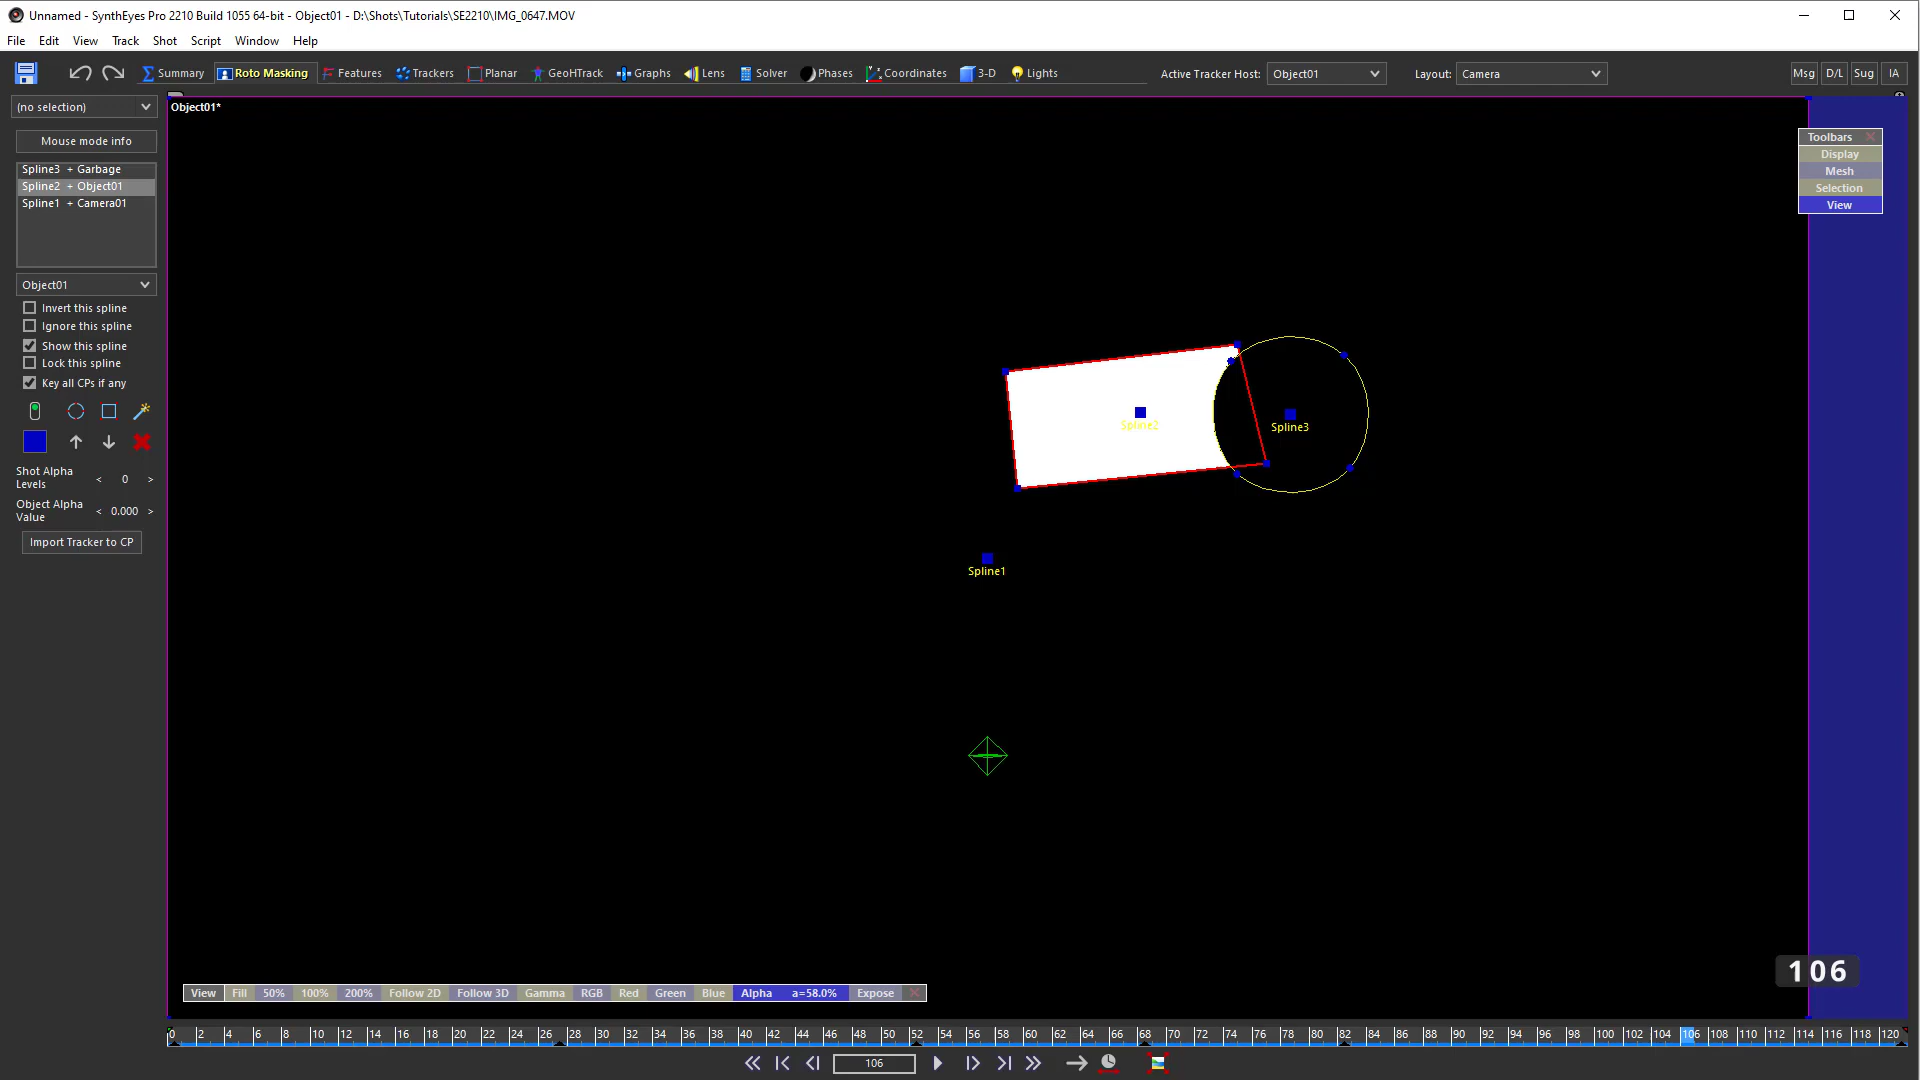 Unnamed - SynthEyes Pro 2210 Build 1055 64-bit - Object01 - D:\Shots\Tutorials\SE2210\IMG_0647.MOV
File Edit View Track Shot Script Window Help
Summary Roto Masking Features Trackers Planar GeoHTrack Graphs Lens Solver Phases Coordinates 3-D Lights Active Tracker Host: Object01 Layout: Camera Msg D/L Sug IA
(no selection)
Object01*
Mouse mode info
Toolbars
Display
Mesh
Selection
View
Spline3 + Garbage
Spline2 + Object01
Spline1 + Camera01
Object01
Invert this spline
Ignore this spline
Show this spline
Lock this spline
Key all CPs if any
Shot Alpha
Levels < 0 >
Object Alpha
Value < 0.000 >
Import Tracker to CP
Spline2
Spline3
Spline1
106
View Fill 50% 100% 200% Follow 2D Follow 3D Gamma RGB Red Green Blue Alpha a=58.0% Expose
0 2 4 6 8 10 12 14 16 18 20 22 24 26 28 30 32 34 36 38 40 42 44 46 48 50 52 54 56 58 60 62 64 66 68 70 72 74 76 78 80 82 84 86 88 90 92 94 96 98 100 102 104 106 108 110 112 114 116 118 120
106